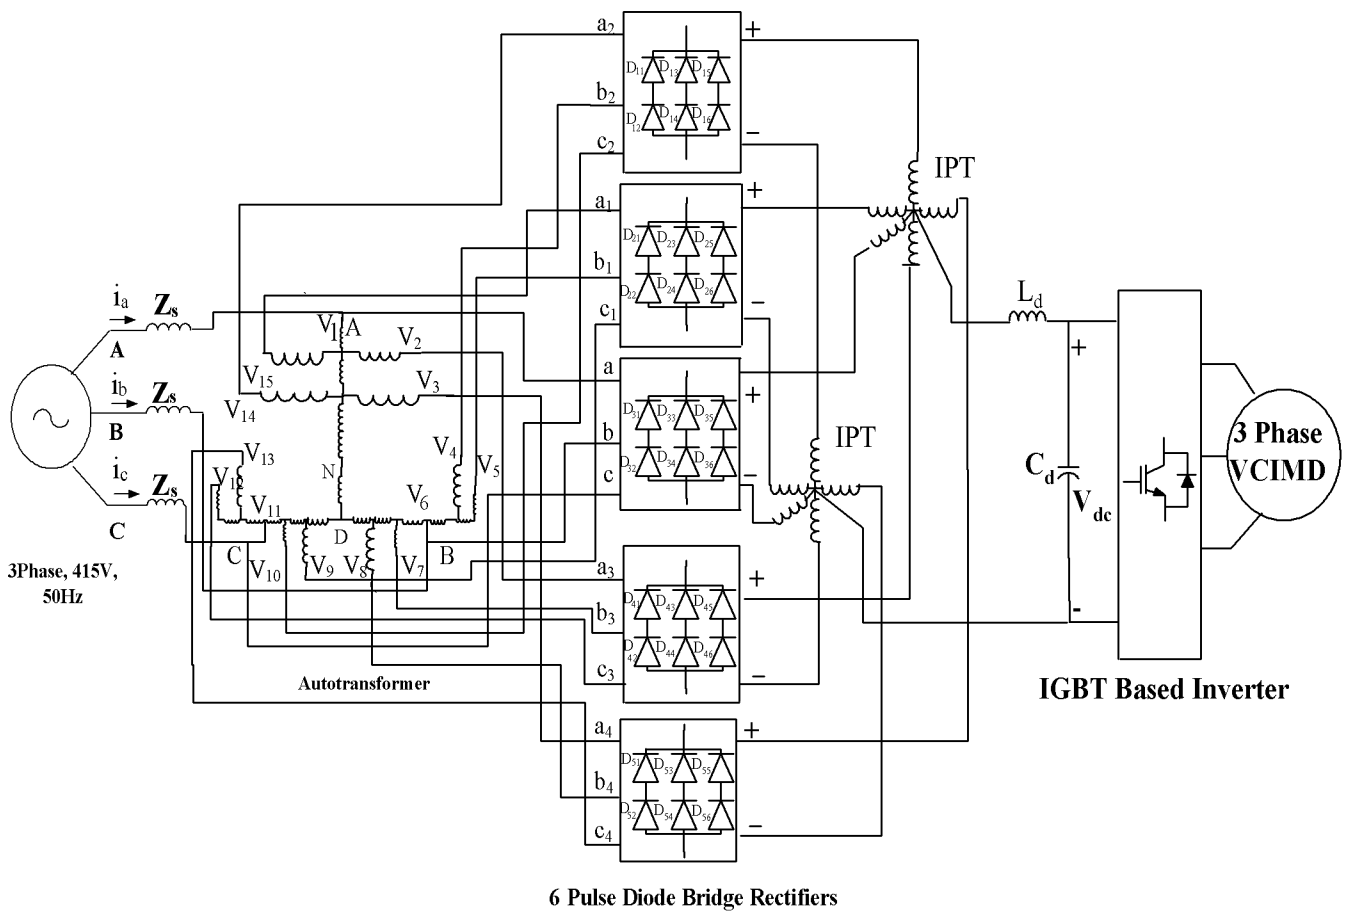 a2
b2
c2
+
−
D11 D13 D15
D12 D14 D16
IPT
a1
b1
c1
+
−
D21 D23 D25
D22 D24 D26
ia Zs
A
ib Zs
B
ic Zs
C
3Phase, 415V,
50Hz
V1 A V2
V15 V3
V14
V13 V4 V5
V12 N
V11 V6
C D B
V10 V9 V8 V7
Autotransformer
a
b
c
+
−
D31 D33 D35
D32 D34 D36
IPT
Ld
+
Cd
Vdc
-
3 Phase
VCIMD
IGBT Based Inverter
a3
b3
c3
+
−
D41 D43 D45
D42 D44 D46
a4
b4
c4
+
−
D51 D53 D55
D52 D54 D56
6 Pulse Diode Bridge Rectifiers